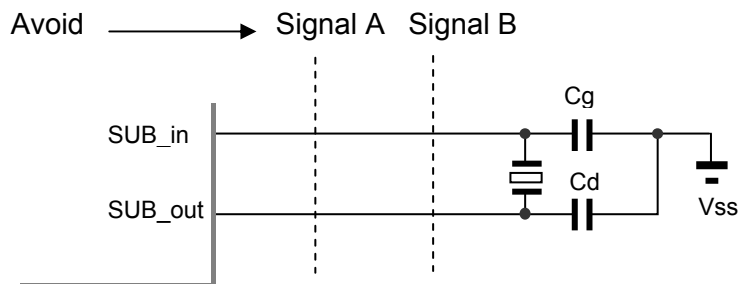 Avoid Signal A Signal B
Cg
SUB_in
Cd
SUB_out
Vss